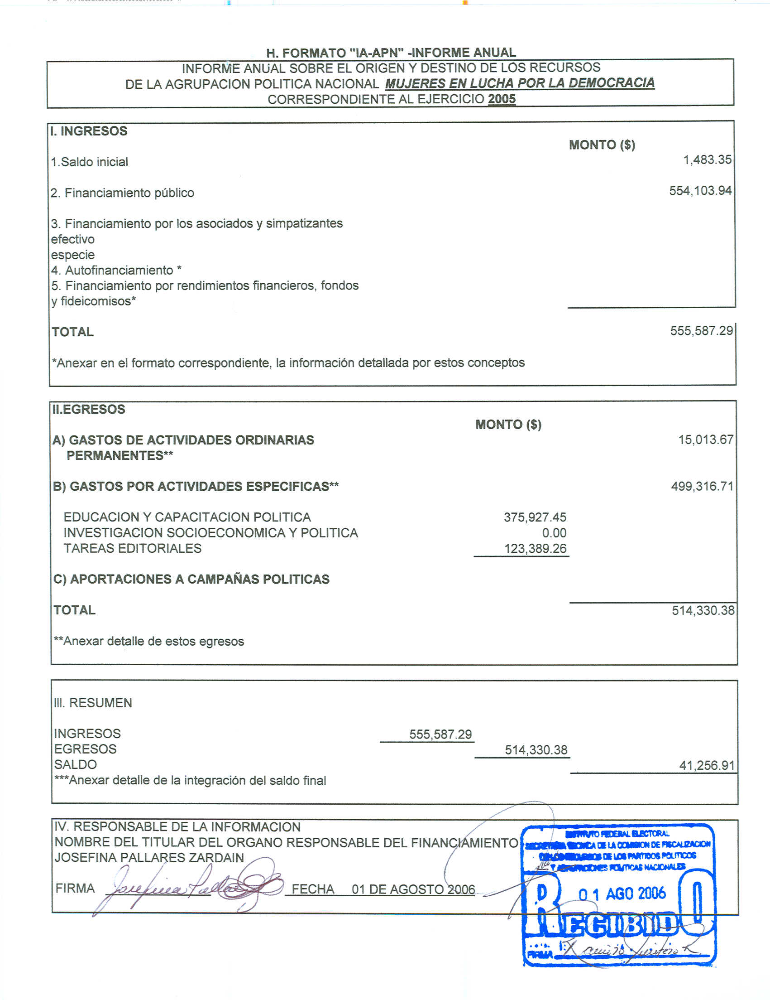 H. FORMATO "IA-APN" -INFORME ANUAL
INFORME ANUAL SOBRE EL ORIGEN Y DESTINO DE LOS RECURSOS
DE LA AGRUPACION POLITICA NACIONAL MUJERES EN LUCHA POR LA DEMOCRACIA
CORRESPONDIENTE AL EJERCICIO 2005
I. INGRESOS
MONTO ($)
1.Saldo inicial 1,483.35
2. Financiamiento público 554,103.94
3. Financiamiento por los asociados y simpatizantes
efectivo
especie
4. Autofinanciamiento *
5. Financiamiento por rendimientos financieros, fondos
y fideicomisos*
TOTAL 555,587.29
*Anexar en el formato correspondiente, la información detallada por estos conceptos
II.EGRESOS
MONTO ($)
A) GASTOS DE ACTIVIDADES ORDINARIAS 15,013.67
PERMANENTES**
B) GASTOS POR ACTIVIDADES ESPECIFICAS** 499,316.71
EDUCACION Y CAPACITACION POLITICA 375,927.45
INVESTIGACION SOCIOECONOMICA Y POLITICA 0.00
TAREAS EDITORIALES 123,389.26
C) APORTACIONES A CAMPAÑAS POLITICAS
TOTAL 514,330.38
**Anexar detalle de estos egresos
III. RESUMEN
INGRESOS 555,587.29
EGRESOS 514,330.38
SALDO 41,256.91
***Anexar detalle de la integración del saldo final
IV. RESPONSABLE DE LA INFORMACION
NOMBRE DEL TITULAR DEL ORGANO RESPONSABLE DEL FINANCIAMIENTO
JOSEFINA PALLARES ZARDAIN
FIRMA Josefina Pallares FECHA 01 DE AGOSTO 2006
INSTITUTO FEDERAL ELECTORAL
SECRETARIA TECNICA DE LA COMISION DE FISCALIZACION
DE LOS RECURSOS DE LOS PARTIDOS POLITICOS
Y AGRUPACIONES POLITICAS NACIONALES
01 AGO 2006
RECIBIDO
FIRMA